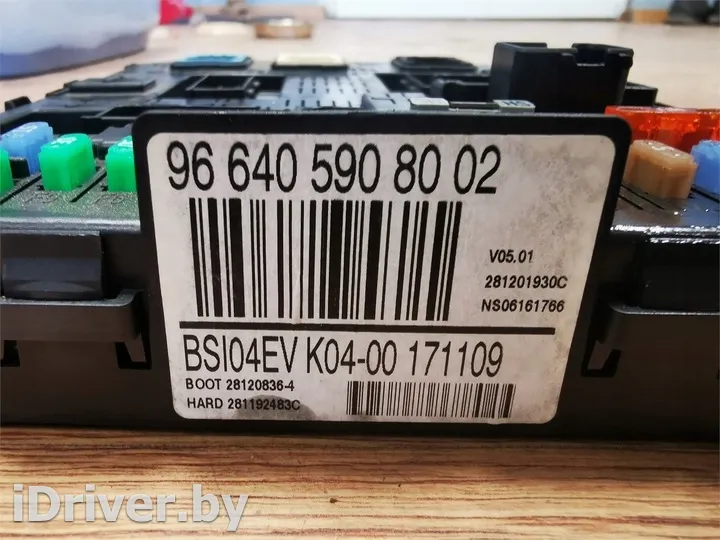 96 640 590 80 02
V05.01
281201930C
NS06161766
BSI04EV K04-00 171109
BOOT 28120836-4
HARD 281192483C
iDriver.by